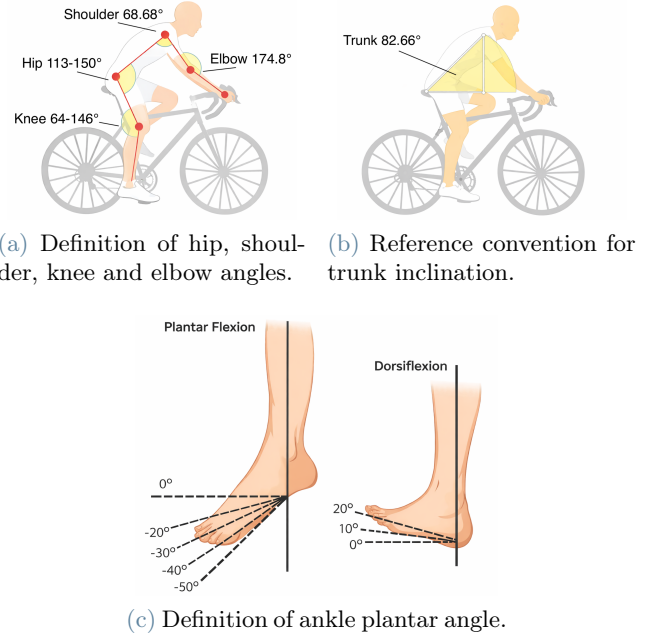 Shoulder 68.68°
Hip 113-150°
Elbow 174.8°
Knee 64-146°
Trunk 82.66°
(a) Definition of hip, shoul-
der, knee and elbow angles.
(b) Reference convention for
trunk inclination.
Plantar Flexion
0°
-20°
-30°
-40°
-50°
Dorsiflexion
20°
10°
0°
(c) Definition of ankle plantar angle.